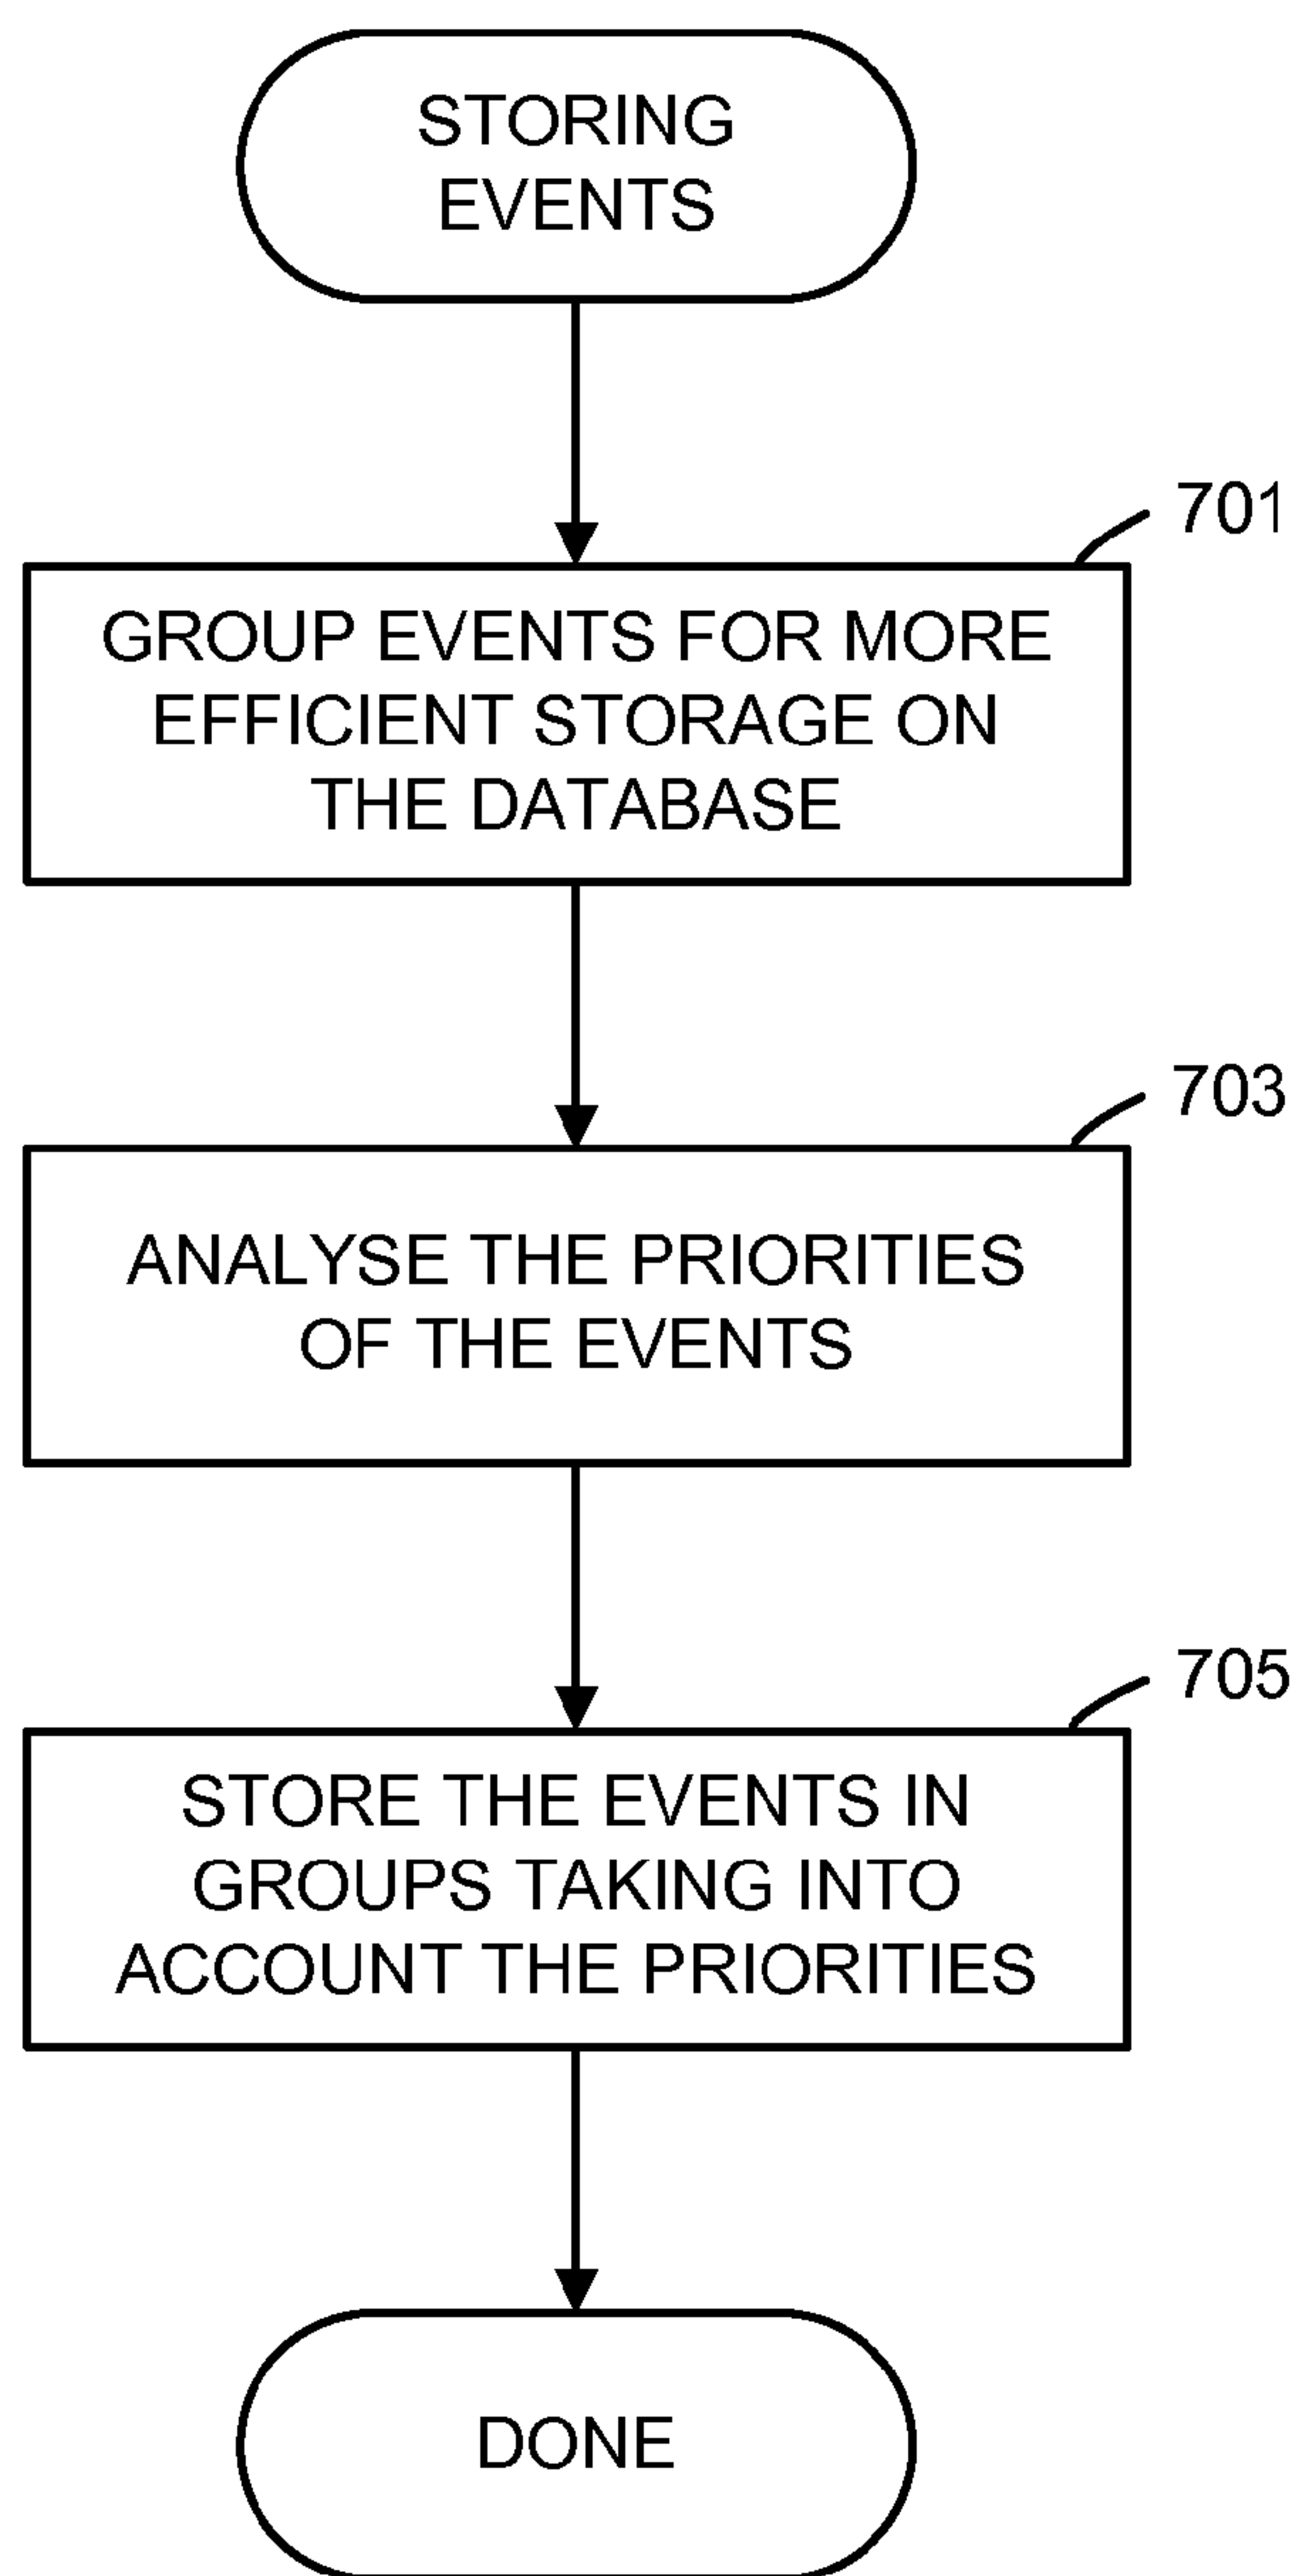 STORING
EVENTS
701
GROUP EVENTS FOR MORE
EFFICIENT STORAGE ON
THE DATABASE
703
ANALYSE THE PRIORITIES
OF THE EVENTS
705
STORE THE EVENTS IN
GROUPS TAKING INTO
ACCOUNT THE PRIORITIES
DONE